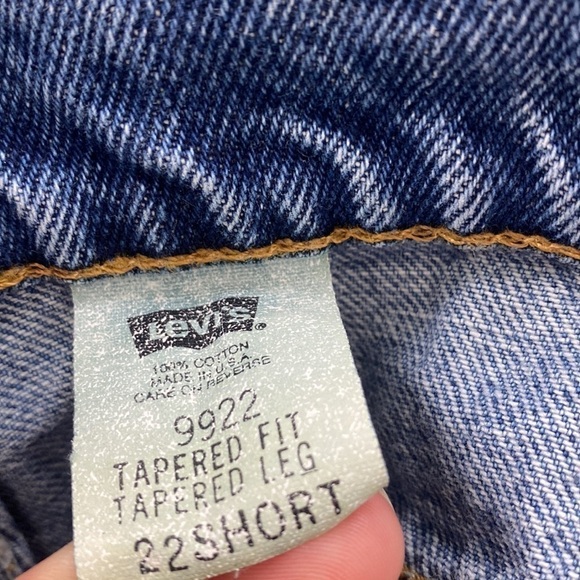 Levi's
100% COTTON
MADE IN U.S.A.
CARE ON REVERSE
9922
TAPERED FIT
TAPERED LEG
22SHORT